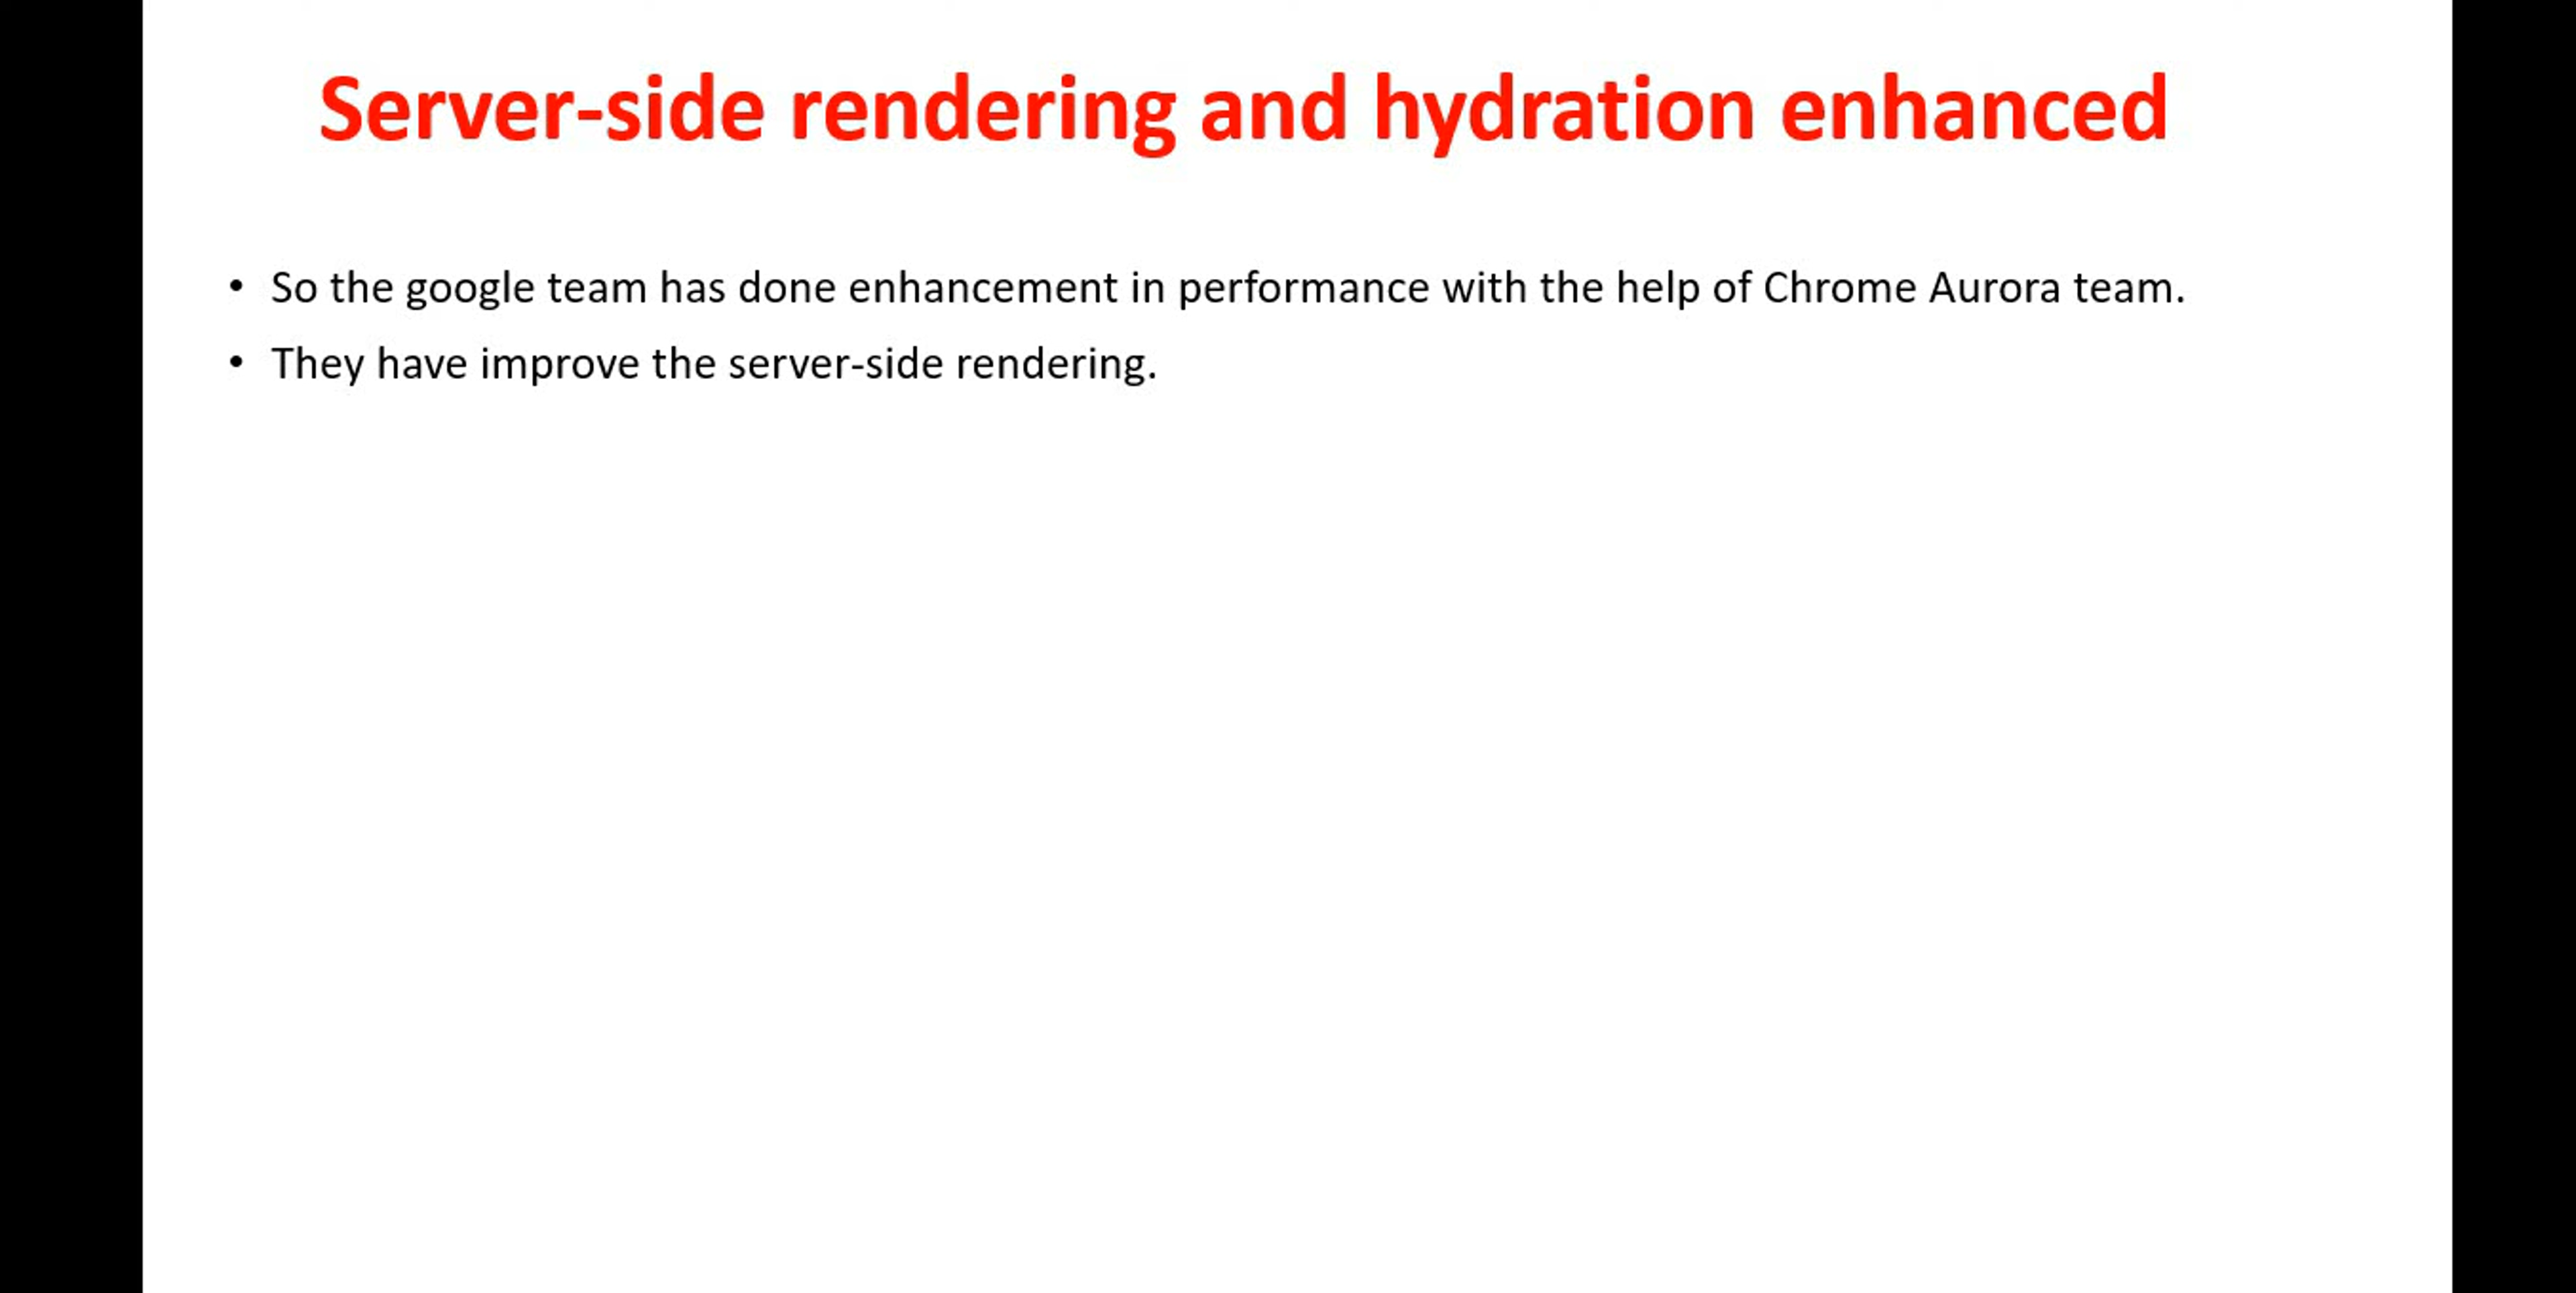 Server-side rendering and hydration enhanced
• So the google team has done enhancement in performance with the help of Chrome Aurora team.
• They have improve the server-side rendering.